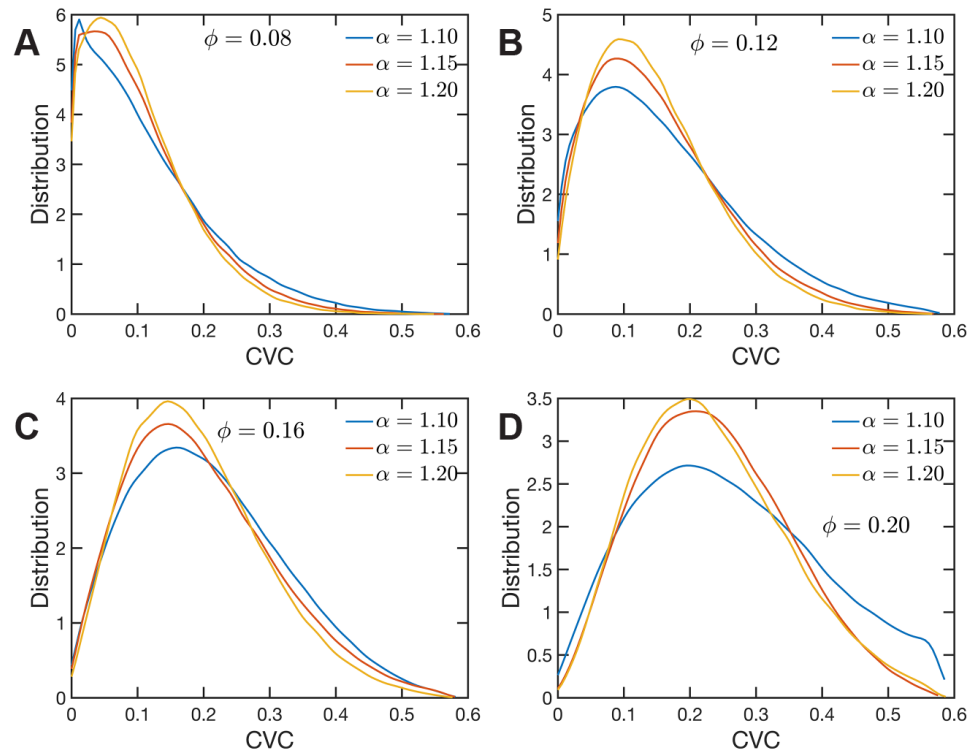 A
6
5
4
3
2
1
0
Distribution
0
0.1
0.2
0.3
0.4
0.5
0.6
CVC
ϕ = 0.08
α = 1.10
α = 1.15
α = 1.20
B
5
4
3
2
1
0
Distribution
0
0.1
0.2
0.3
0.4
0.5
0.6
CVC
ϕ = 0.12
α = 1.10
α = 1.15
α = 1.20
C
4
3
2
1
0
Distribution
0
0.1
0.2
0.3
0.4
0.5
0.6
CVC
ϕ = 0.16
α = 1.10
α = 1.15
α = 1.20
D
3.5
3
2.5
2
1.5
1
0.5
0
Distribution
0
0.1
0.2
0.3
0.4
0.5
0.6
CVC
α = 1.10
α = 1.15
α = 1.20
ϕ = 0.20